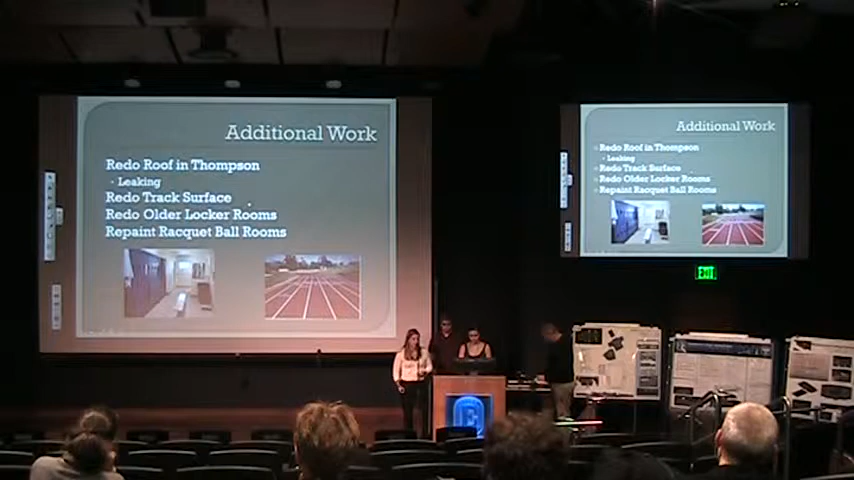 Additional Work
Redo Roof in Thompson
- Leaking
Redo Track Surface
Redo Older Locker Rooms
Repaint Racquet Ball Rooms
Additional Work
Redo Roof in Thompson
- Leaking
Redo Track Surface
Redo Older Locker Rooms
Repaint Racquet Ball Rooms
EXIT